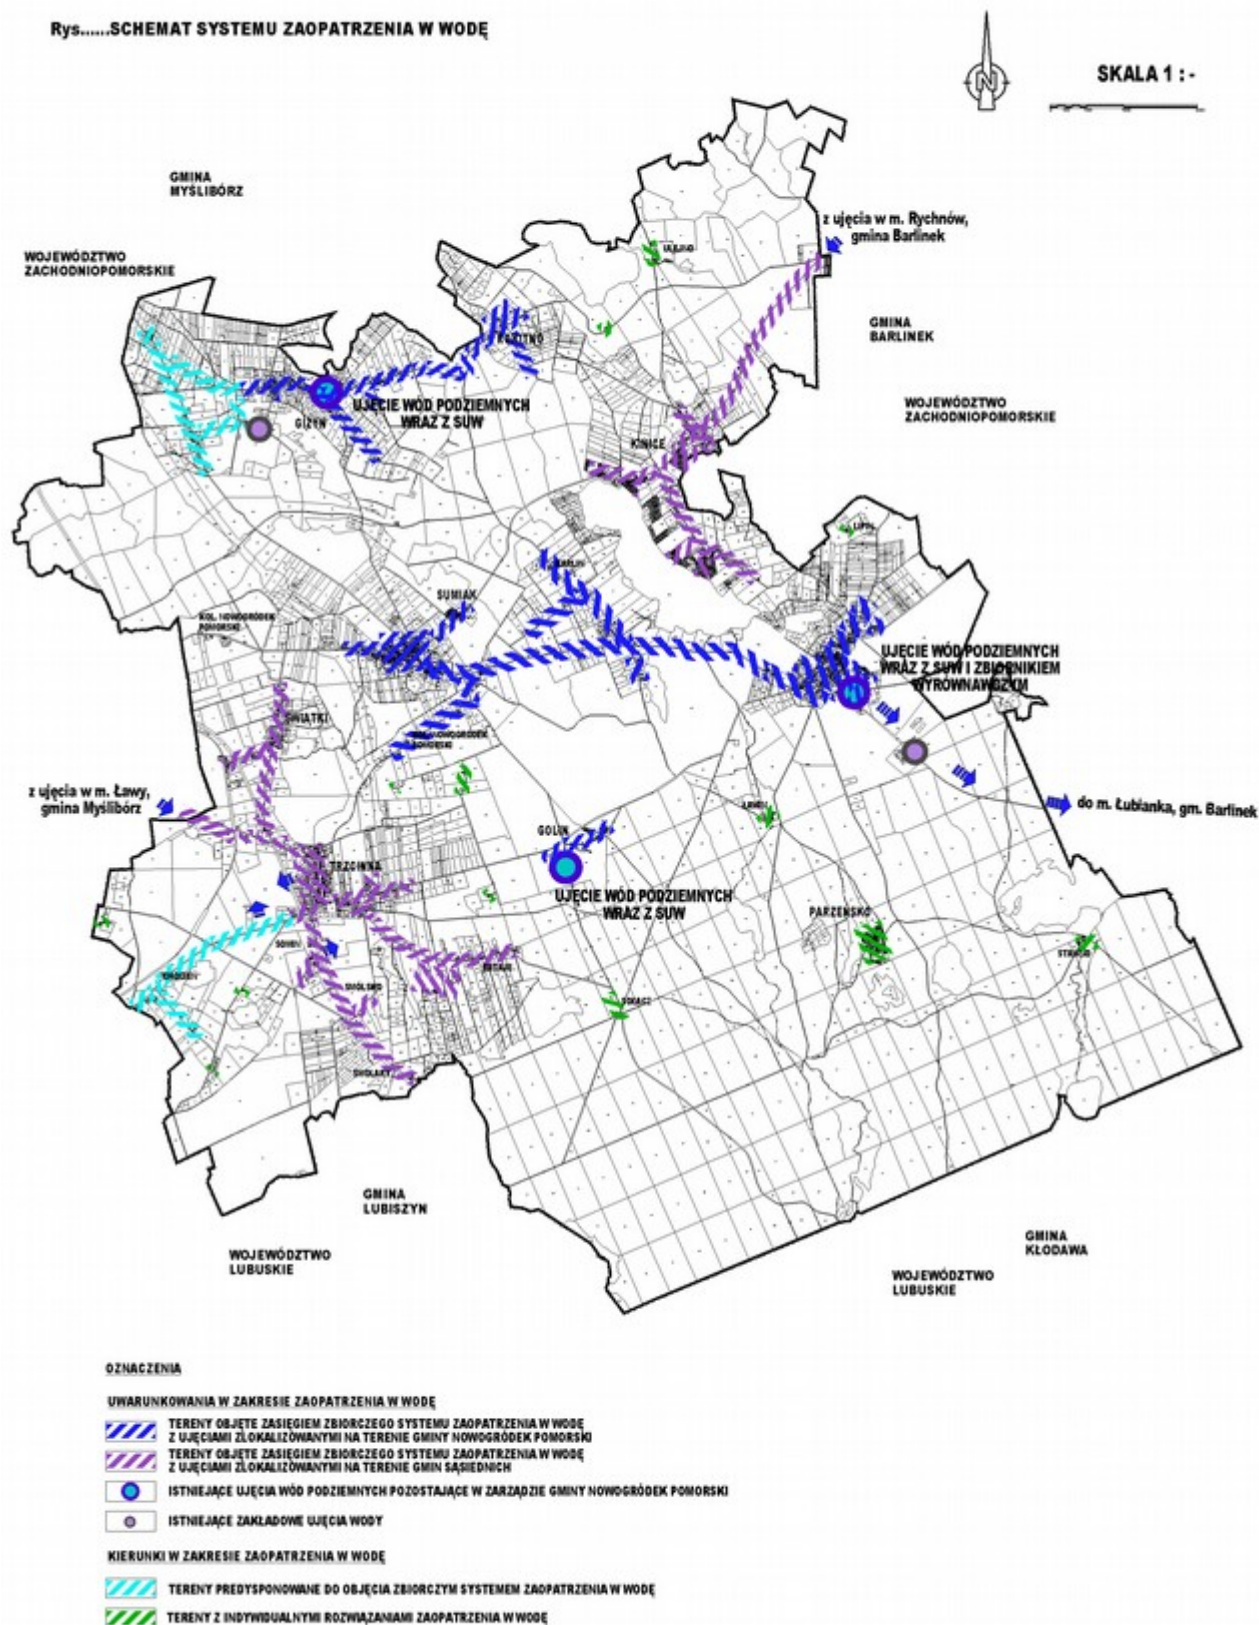 Rys......SCHEMAT SYSTEMU ZAOPATRZENIA W WODĘ
SKALA 1 : -
N
GMINA
MYŚLIBÓRZ
WOJEWÓDZTWO
ZACHODNIOPOMORSKIE
z ujęcia w m. Rychnów,
gmina Barlinek
GMINA
BARLINEK
WOJEWÓDZTWO
ZACHODNIOPOMORSKIE
UJĘCIE WÓD PODZIEMNYCH
WRAZ Z SUW
GIŻYN
KINICE
SUMIAK
KOL. NOWOGRÓDEK
POMORSKI
UJĘCIE WÓD PODZIEMNYCH
WRAZ Z SUW I ZBIORNIKIEM
WYRÓWNAWCZYM
ŚWIĄTKI
z ujęcia w m. Ławy,
gmina Myślibórz
do m. Łubianka, gm. Barlinek
GOLIN
TRZCINNA
UJĘCIE WÓD PODZIEMNYCH
WRAZ Z SUW
PARZEŃSKO
SMOLARY
GMINA
LUBISZYN
WOJEWÓDZTWO
LUBUSKIE
GMINA
KŁODAWA
WOJEWÓDZTWO
LUBUSKIE
OZNACZENIA
UWARUNKOWANIA W ZAKRESIE ZAOPATRZENIA W WODĘ
TERENY OBJĘTE ZASIĘGIEM ZBIORCZEGO SYSTEMU ZAOPATRZENIA W WODĘ
Z UJĘCIAMI ZLOKALIZOWANYMI NA TERENIE GMINY NOWOGRÓDEK POMORSKI
TERENY OBJĘTE ZASIĘGIEM ZBIORCZEGO SYSTEMU ZAOPATRZENIA W WODĘ
Z UJĘCIAMI ZLOKALIZOWANYMI NA TERENIE GMIN SĄSIEDNICH
ISTNIEJĄCE UJĘCIA WÓD PODZIEMNYCH POZOSTAJĄCE W ZARZĄDZIE GMINY NOWOGRÓDEK POMORSKI
ISTNIEJĄCE ZAKŁADOWE UJĘCIA WODY
KIERUNKI W ZAKRESIE ZAOPATRZENIA W WODĘ
TERENY PREDYSPONOWANE DO OBJĘCIA ZBIORCZYM SYSTEMEM ZAOPATRZENIA W WODĘ
TERENY Z INDYWIDUALNYMI ROZWIĄZANIAMI ZAOPATRZENIA W WODĘ